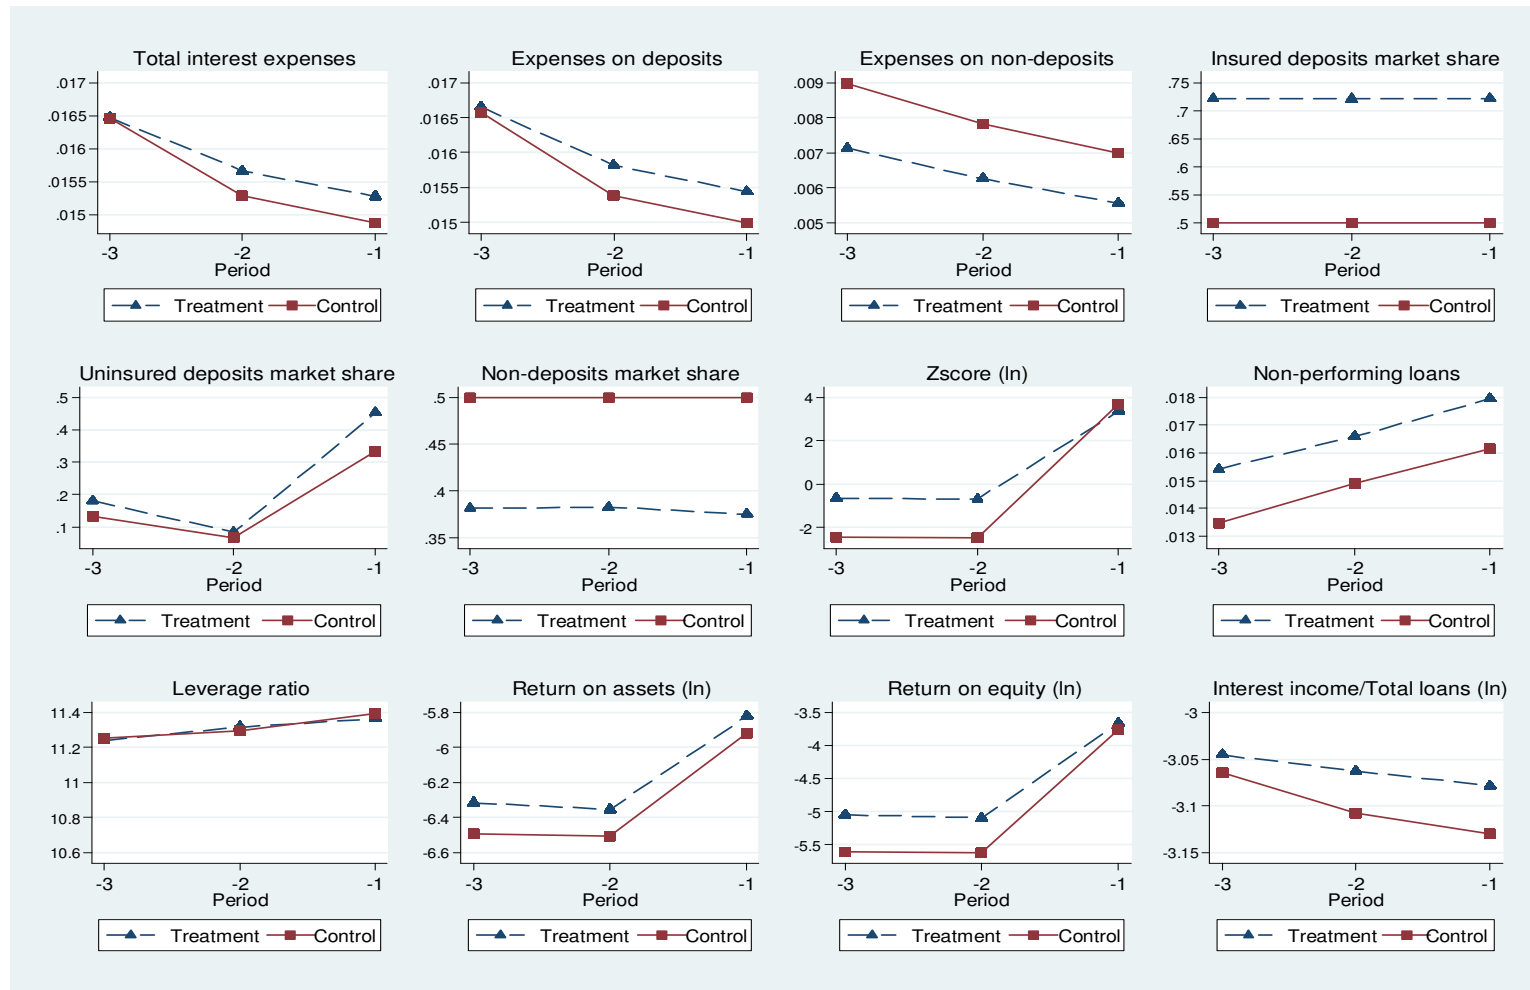 Total interest expenses
.017
.0165
.016
.0155
.015
-3 -2 -1
Period
Treatment Control
Expenses on deposits
.017
.0165
.016
.0155
.015
-3 -2 -1
Period
Treatment Control
Expenses on non-deposits
.009
.008
.007
.006
.005
-3 -2 -1
Period
Treatment Control
Insured deposits market share
.75
.7
.65
.6
.55
.5
-3 -2 -1
Period
Treatment Control
Uninsured deposits market share
.5
.4
.3
.2
.1
-3 -2 -1
Period
Treatment Control
Non-deposits market share
.5
.45
.4
.35
-3 -2 -1
Period
Treatment Control
Zscore (ln)
4
2
0
-2
-3 -2 -1
Period
Treatment Control
Non-performing loans
.018
.017
.016
.015
.014
.013
-3 -2 -1
Period
Treatment Control
Leverage ratio
11.4
11.2
11
10.8
10.6
-3 -2 -1
Period
Treatment Control
Return on assets (ln)
-5.8
-6
-6.2
-6.4
-6.6
-3 -2 -1
Period
Treatment Control
Return on equity (ln)
-3.5
-4
-4.5
-5
-5.5
-3 -2 -1
Period
Treatment Control
Interest income/Total loans (ln)
-3
-3.05
-3.1
-3.15
-3 -2 -1
Period
Treatment Control